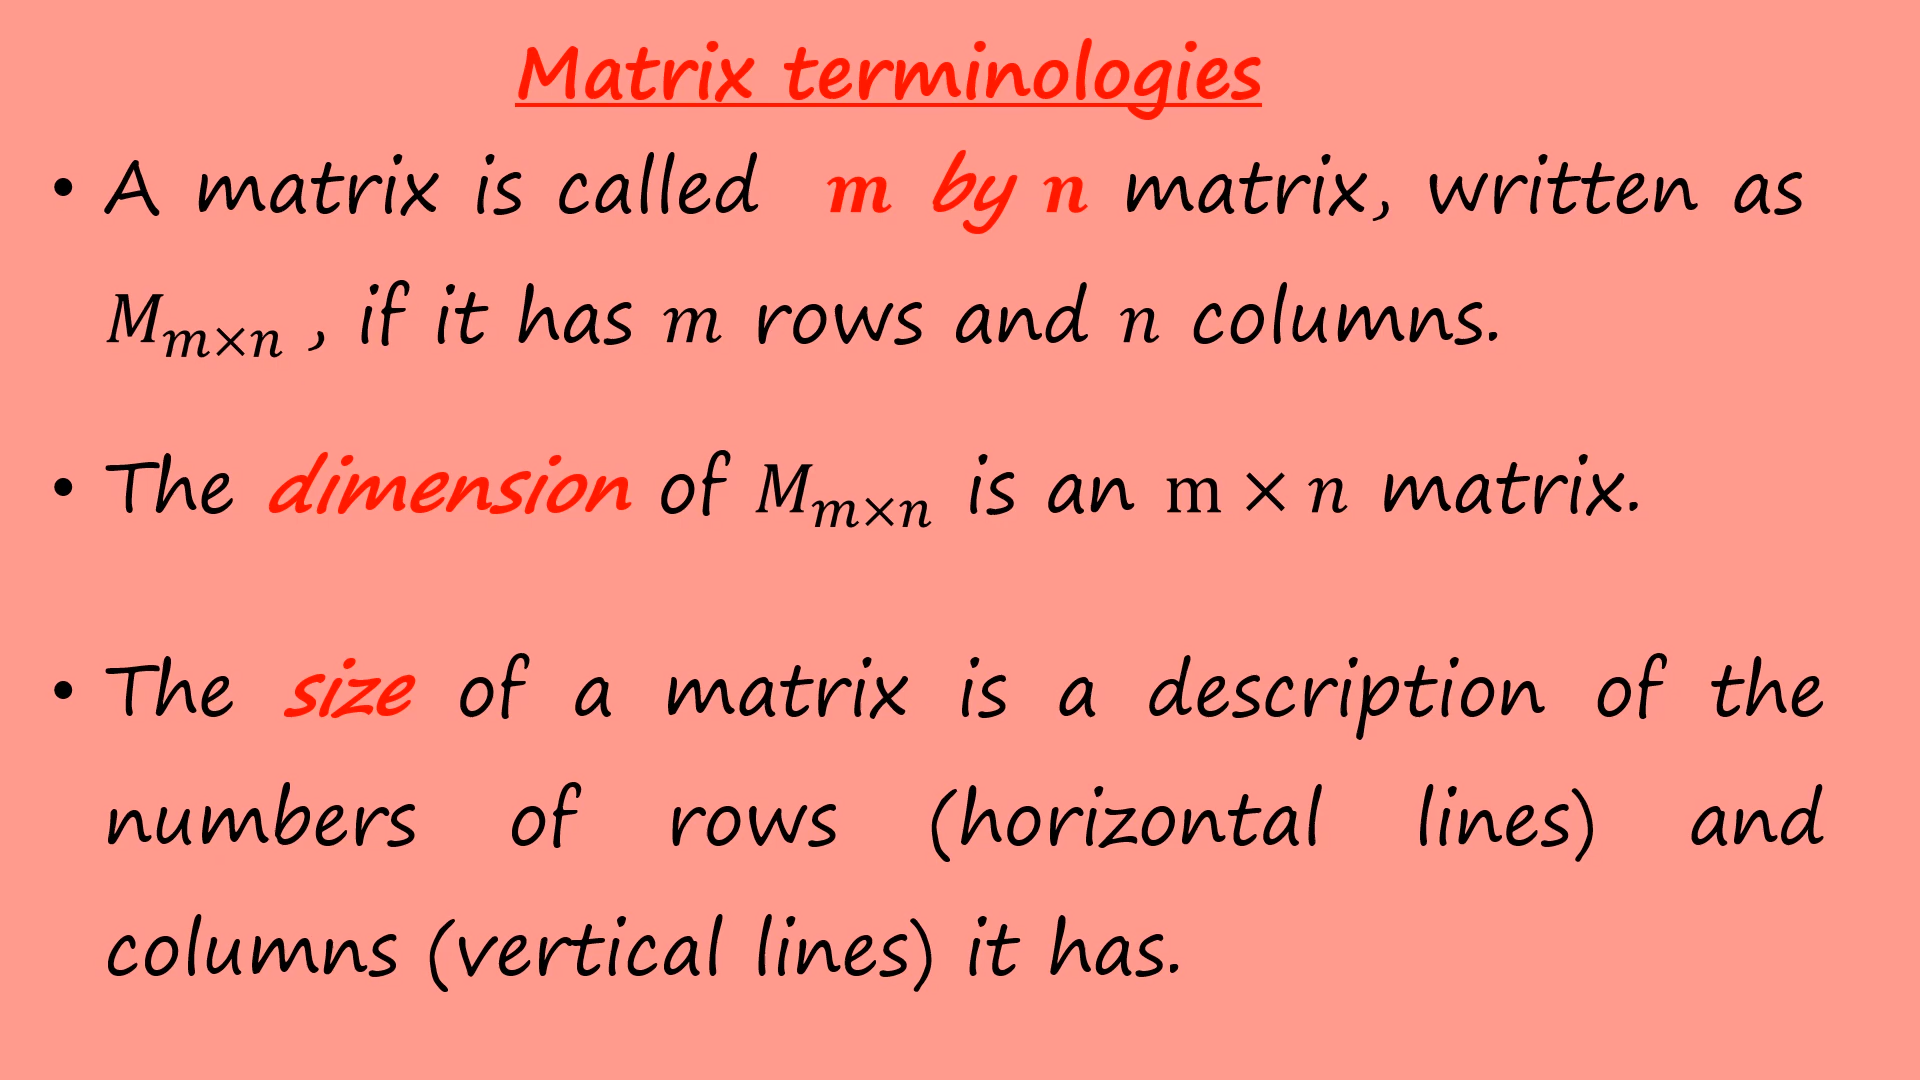 Matrix terminologies
• A matrix is called m by n matrix, written as
M_{m×n} , if it has m rows and n columns.
• The dimension of M_{m×n} is an m × n matrix.
• The size of a matrix is a description of the
numbers of rows (horizontal lines) and
columns (vertical lines) it has.